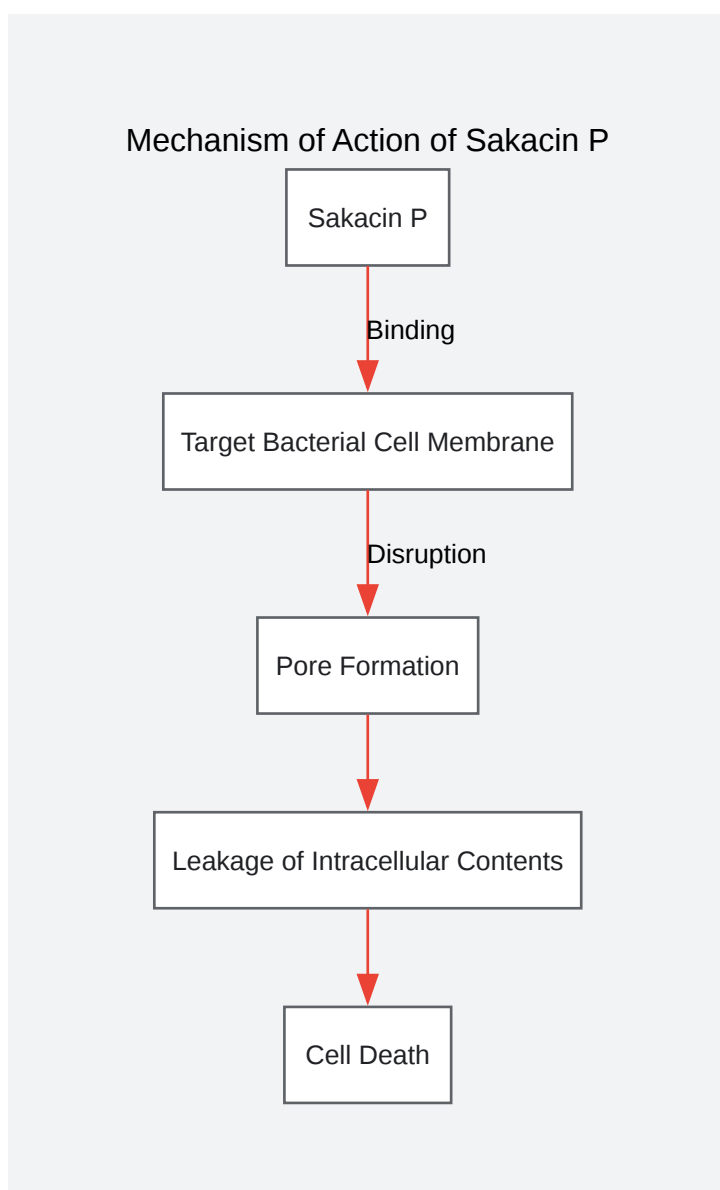 Mechanism of Action of Sakacin P
Sakacin P
Binding
Target Bacterial Cell Membrane
Disruption
Pore Formation
Leakage of Intracellular Contents
Cell Death